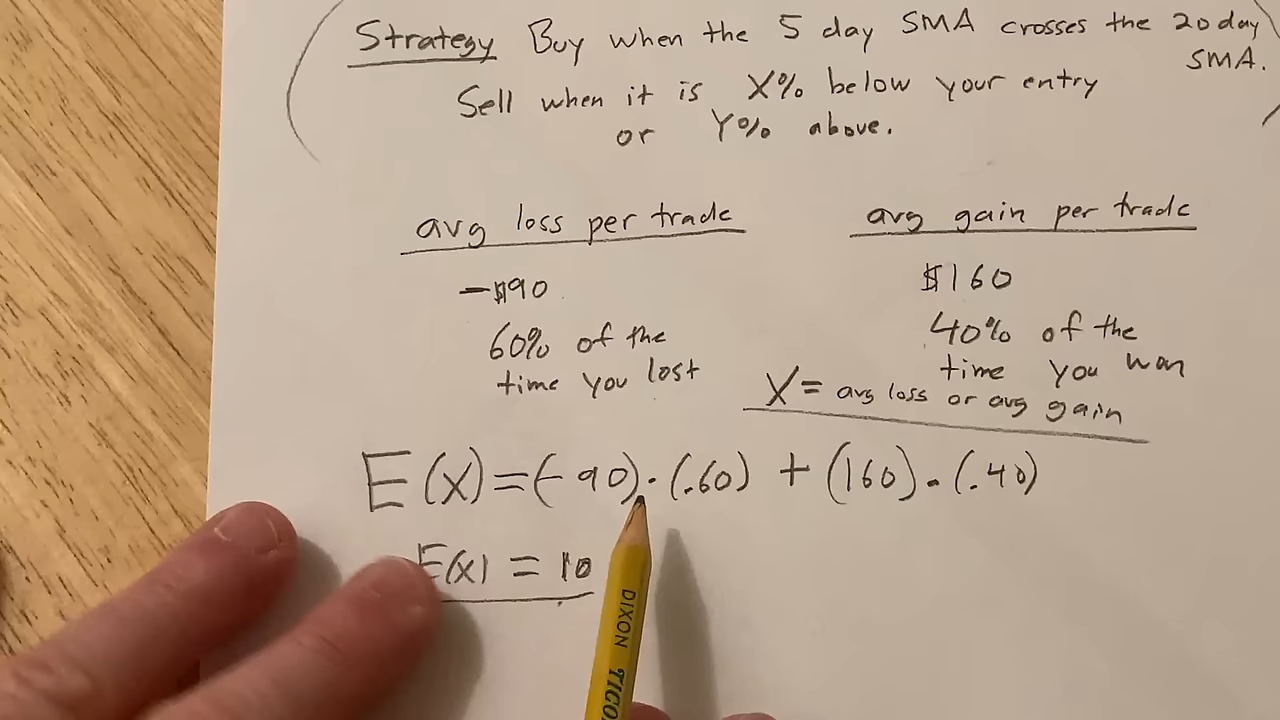 Strategy Buy when the 5 day SMA crosses the 20 day
SMA.
Sell when it is X% below your entry
or Y% above.
avg loss per trade
avg gain per trade
-$90
$160
60% of the
time you lost
40% of the
time you won
X = avg loss or avg gain
E(X)=(-90)·(.60) + (160)·(.40)
E(X) = 10
DIXON TICO